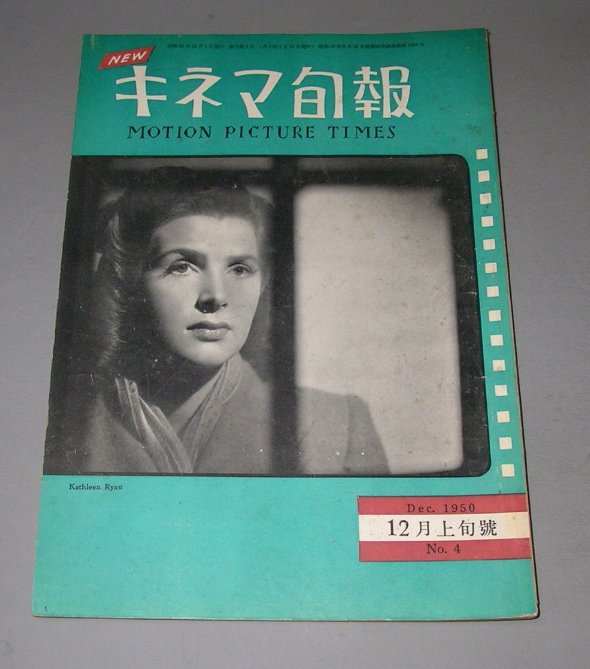 NEW
キネマ旬報
MOTION PICTURE TIMES
Kathleen Ryan
Dec. 1950
12月上旬號
No. 4